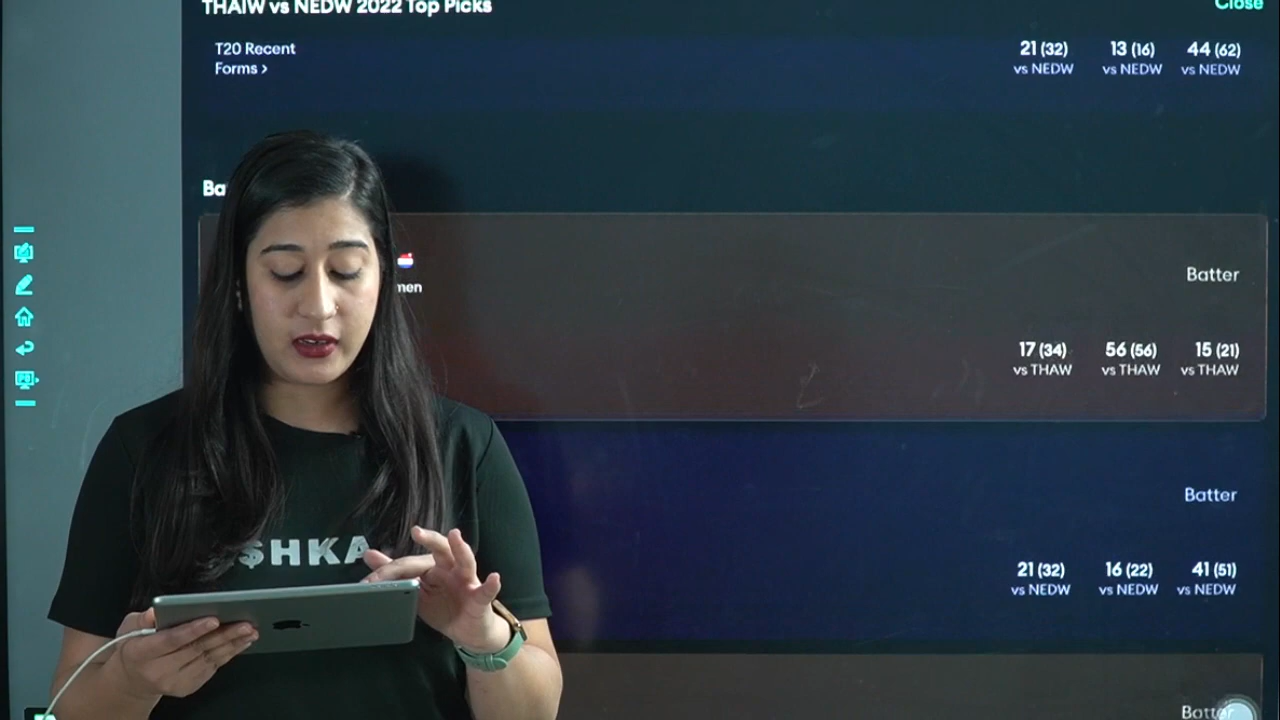 THAIW vs NEDW 2022 Top Picks
Close
T20 Recent
Forms >
21 (32) 13 (16) 44 (62)
vs NEDW vs NEDW vs NEDW
Ba
Batter
men
17 (34) 56 (56) 15 (21)
vs THAW vs THAW vs THAW
Batter
$HKA
21 (32) 16 (22) 41 (51)
vs NEDW vs NEDW vs NEDW
Batter